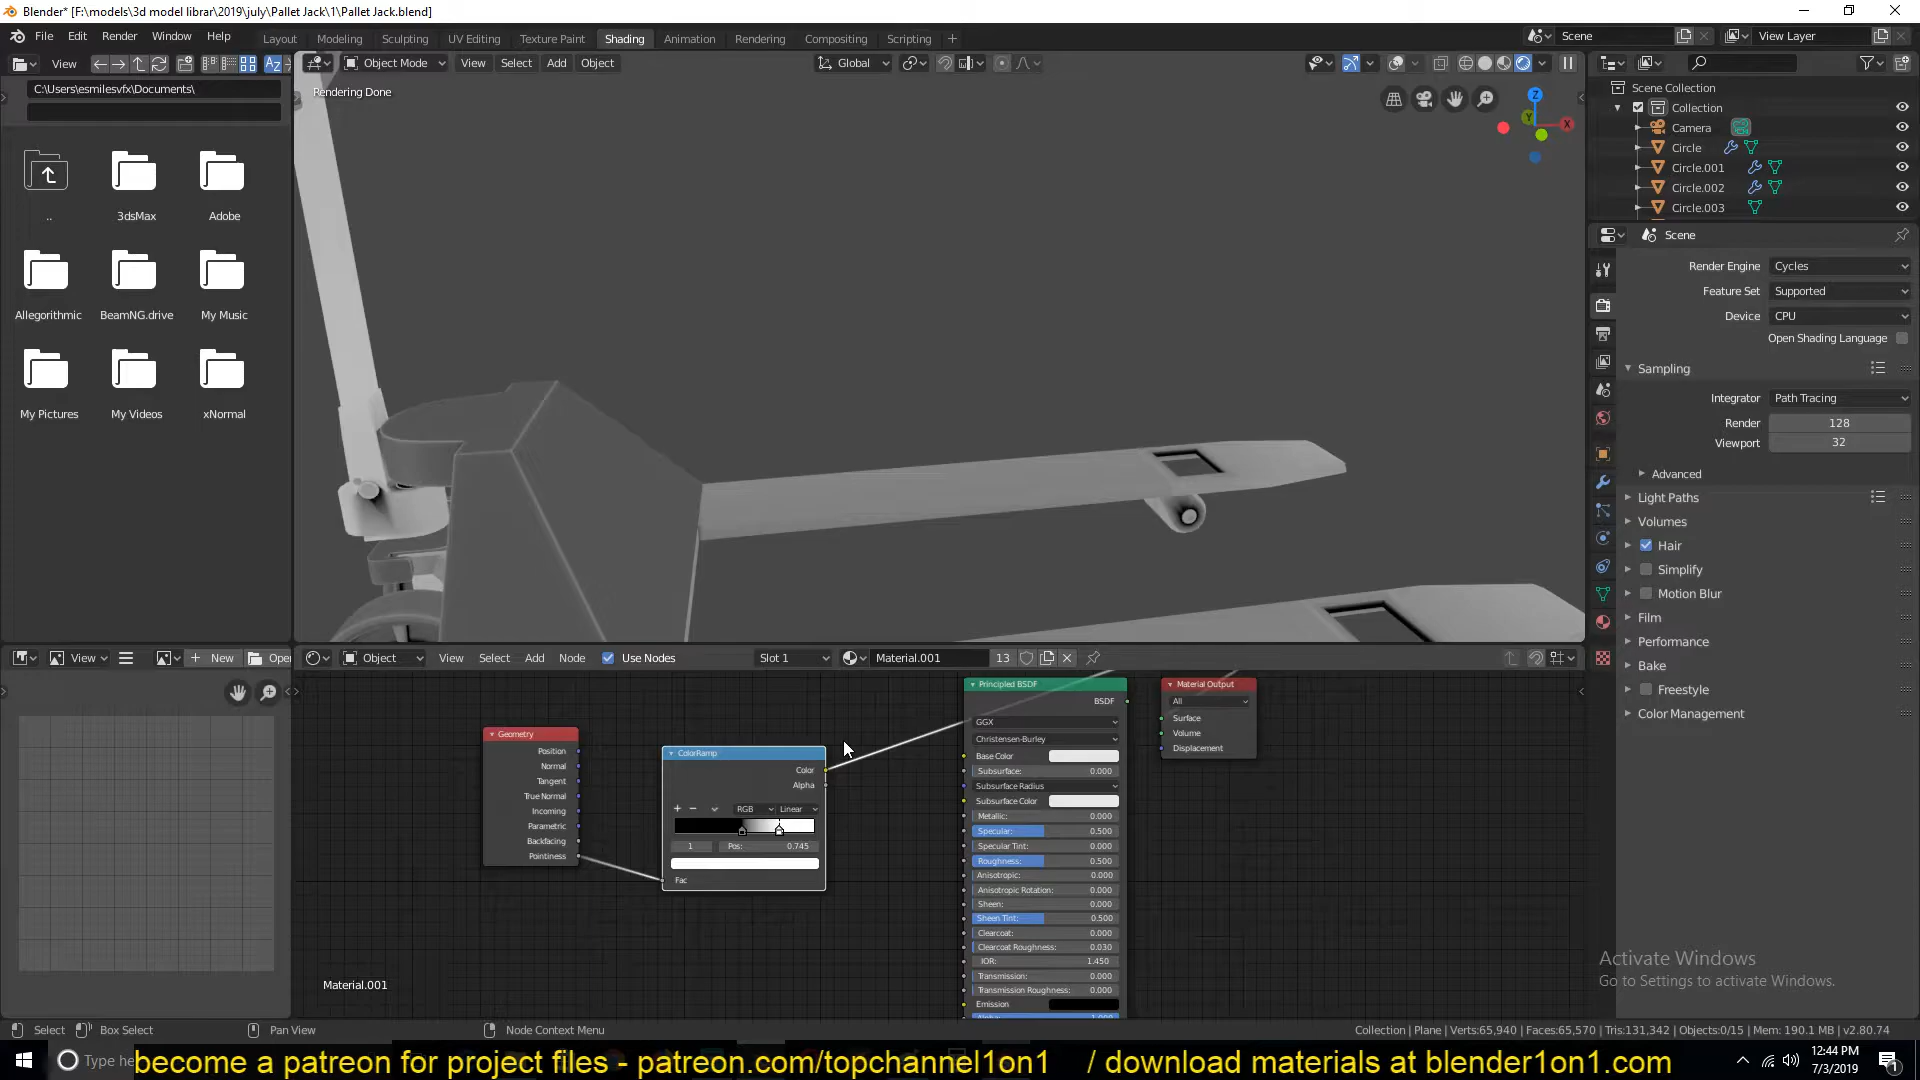 Blender* [F:\models\3d model librar\2019\july\Pallet Jack\1\Pallet Jack.blend]
File Edit Render Window Help
Layout Modeling Sculpting UV Editing Texture Paint Shading Animation Rendering Compositing Scripting +
Scene
View Layer
View
Object Mode View Select Add Object
Global
C:\Users\esmilesvfx\Documents\
Rendering Done
.. 3dsMax Adobe
Allegorithmic BeamNG.drive My Music
My Pictures My Videos xNormal
Z
Y
X
Scene Collection
Collection
Camera
Circle
Circle.001
Circle.002
Circle.003
Scene
Render Engine Cycles
Feature Set Supported
Device CPU
Open Shading Language
Sampling
Integrator Path Tracing
Render 128
Viewport 32
Advanced
Light Paths
Volumes
Hair
Simplify
Motion Blur
Film
Performance
Bake
Freestyle
Color Management
View + New Open
Object View Select Add Node Use Nodes Slot 1 Material.001 13
Geometry
Position
Normal
Tangent
True Normal
Incoming
Parametric
Backfacing
Pointiness
ColorRamp
Color
Alpha
RGB Linear
1 Pos: 0.745
Fac
Principled BSDF
BSDF
GGX
Christensen-Burley
Base Color
Subsurface: 0.000
Subsurface Radius
Subsurface Color
Metallic: 0.000
Specular: 0.500
Specular Tint: 0.000
Roughness: 0.500
Anisotropic: 0.000
Anisotropic Rotation: 0.000
Sheen: 0.000
Sheen Tint: 0.500
Clearcoat: 0.000
Clearcoat Roughness: 0.030
IOR: 1.450
Transmission: 0.000
Transmission Roughness: 0.000
Emission
Alpha: 1.000
Material Output
All
Surface
Volume
Displacement
Material.001
Activate Windows
Go to Settings to activate Windows.
Select Box Select Pan View Node Context Menu
Collection | Plane | Verts:65,940 | Faces:65,570 | Tris:131,342 | Objects:0/15 | Mem: 190.1 MB | v2.80.74
Type he
become a patreon for project files - patreon.com/topchannel1on1 / download materials at blender1on1.com
12:44 PM
7/3/2019
1